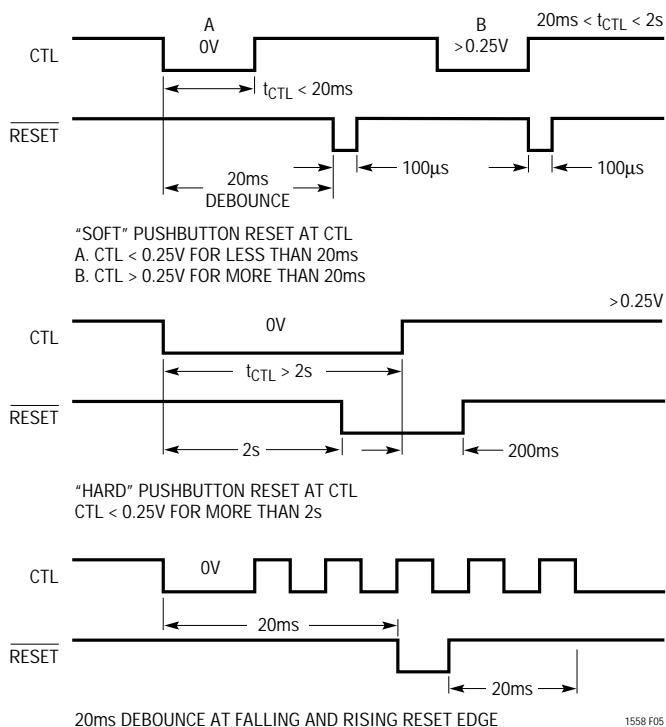 A
B
20ms < tCTL < 2s
CTL
0V
>0.25V
tCTL < 20ms
RESET
20ms
DEBOUNCE
100µs
100µs
“SOFT” PUSHBUTTON RESET AT CTL
A. CTL < 0.25V FOR LESS THAN 20ms
B. CTL > 0.25V FOR MORE THAN 20ms
>0.25V
CTL
0V
tCTL > 2s
RESET
2s
200ms
“HARD” PUSHBUTTON RESET AT CTL
CTL < 0.25V FOR MORE THAN 2s
CTL
0V
20ms
RESET
20ms
20ms DEBOUNCE AT FALLING AND RISING RESET EDGE
1558 F05